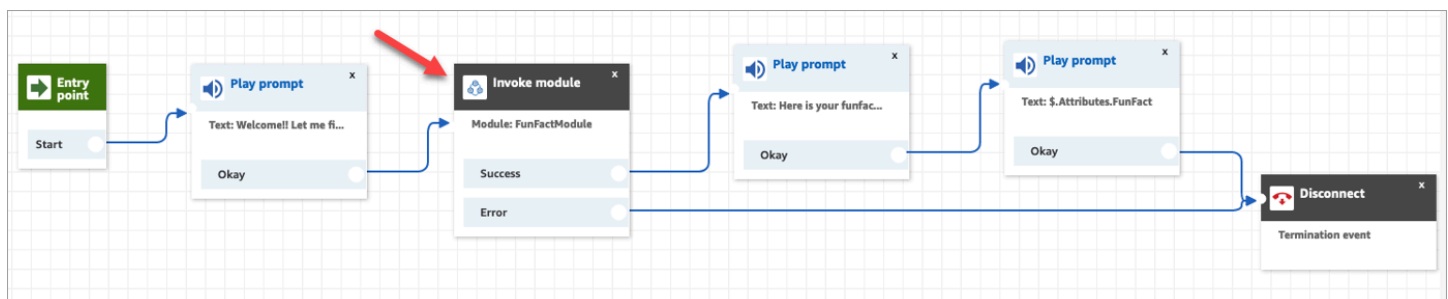 Entry
point
Start
Play prompt
x
Text: Welcome!! Let me fi...
Okay
Invoke module
x
Module: FunFactModule
Success
Error
Play prompt
x
Text: Here is your funfac...
Okay
Play prompt
x
Text: $.Attributes.FunFact
Okay
Disconnect
x
Termination event